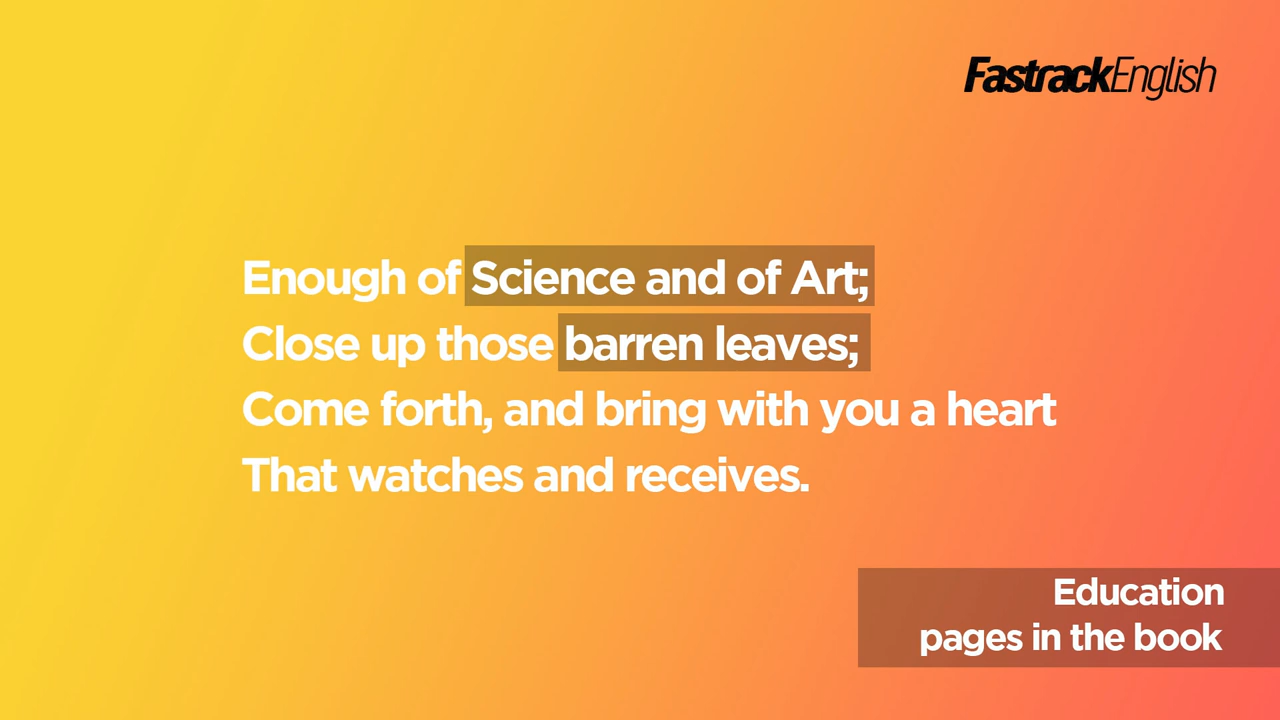 FastrackEnglish
Enough of Science and of Art;
Close up those barren leaves;
Come forth, and bring with you a heart
That watches and receives.
Education
pages in the book